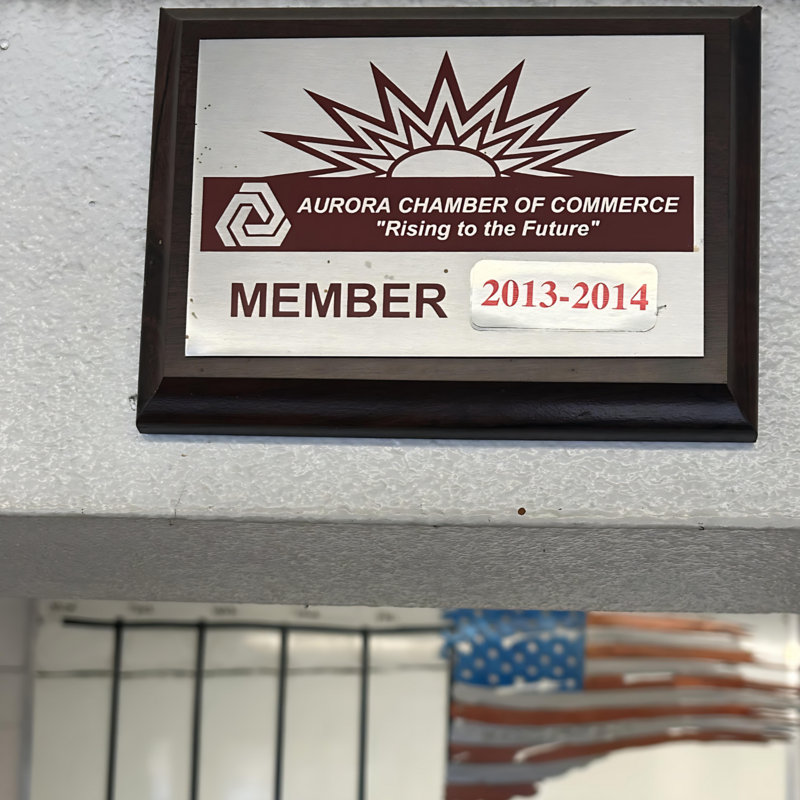 AURORA CHAMBER OF COMMERCE
"Rising to the Future"
MEMBER 2013-2014